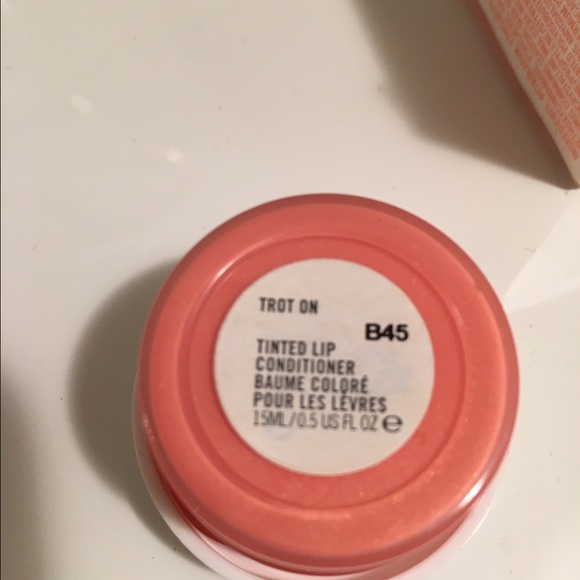 TROT ON
B45
TINTED LIP
CONDITIONER
BAUME COLORÉ
POUR LES LÈVRES
15ML/0.5 US FL OZ ℮